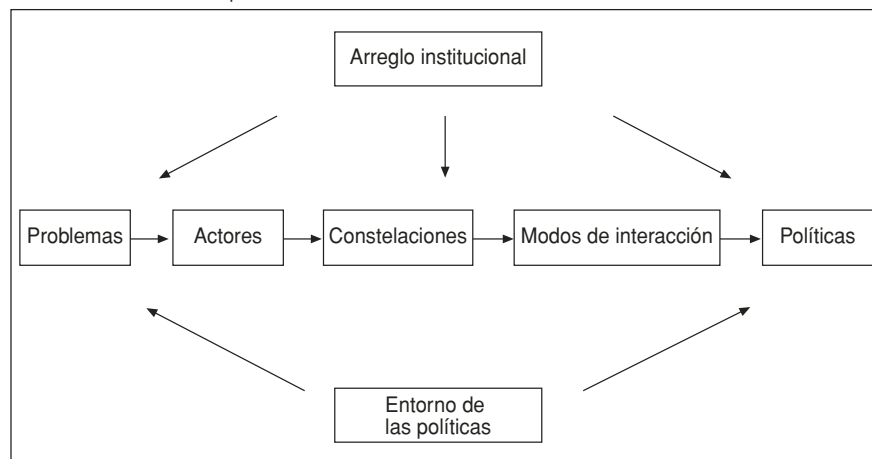 Arreglo institucional
Problemas
Actores
Constelaciones
Modos de interacción
Políticas
Entorno de
las políticas